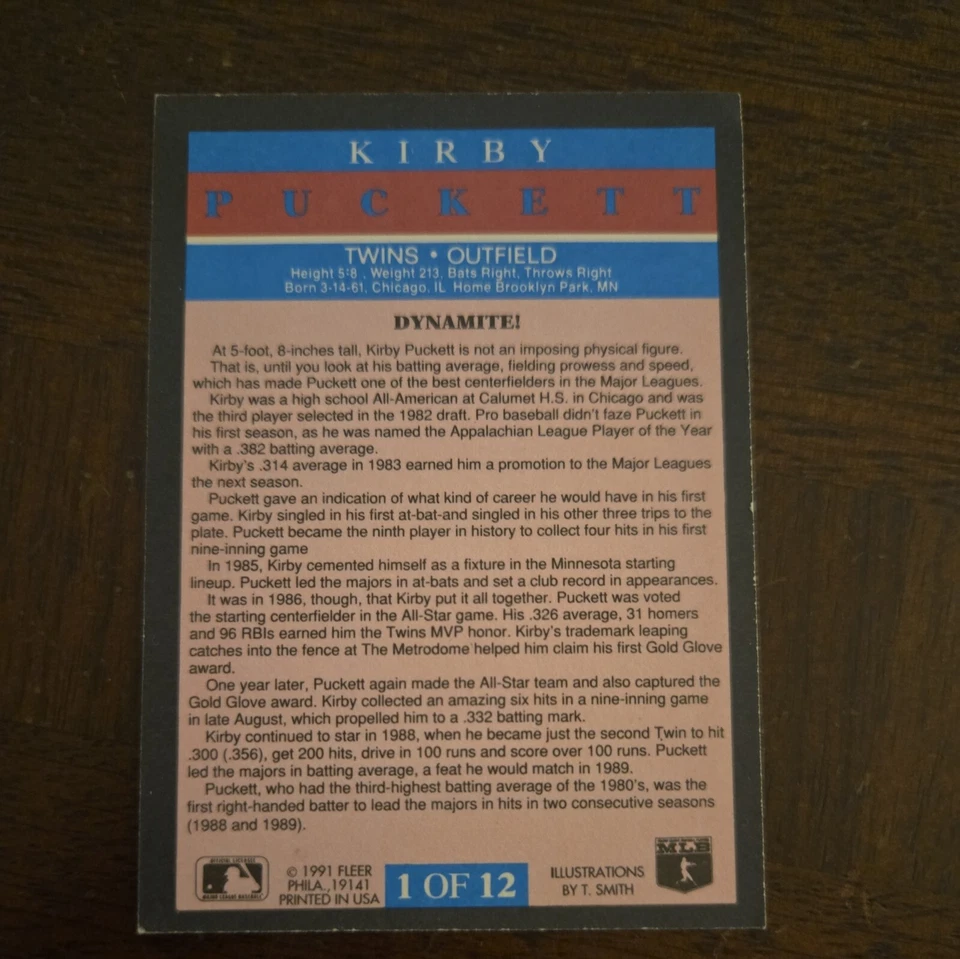 KIRBY
PUCKETT
TWINS • OUTFIELD
Height 5'8, Weight 213, Bats Right, Throws Right
Born 3-14-61, Chicago, IL Home Brooklyn Park, MN
DYNAMITE!
At 5-foot, 8-inches tall, Kirby Puckett is not an imposing physical figure.
That is, until you look at his batting average, fielding prowess and speed,
which has made Puckett one of the best centerfielders in the Major Leagues.
Kirby was a high school All-American at Calumet H.S. in Chicago and was
the third player selected in the 1982 draft. Pro baseball didn't faze Puckett in
his first season, as he was named the Appalachian League Player of the Year
with a .382 batting average.
Kirby's .314 average in 1983 earned him a promotion to the Major Leagues
the next season.
Puckett gave an indication of what kind of career he would have in his first
game. Kirby singled in his first at-bat-and singled in his other three trips to the
plate. Puckett became the ninth player in history to collect four hits in his first
nine-inning game
In 1985, Kirby cemented himself as a fixture in the Minnesota starting
lineup. Puckett led the majors in at-bats and set a club record in appearances.
It was in 1986, though, that Kirby put it all together. Puckett was voted
the starting centerfielder in the All-Star game. His .326 average, 31 homers
and 96 RBIs earned him the Twins MVP honor. Kirby's trademark leaping
catches into the fence at The Metrodome helped him claim his first Gold Glove
award.
One year later, Puckett again made the All-Star team and also captured the
Gold Glove award. Kirby collected an amazing six hits in a nine-inning game
in late August, which propelled him to a .332 batting mark.
Kirby continued to star in 1988, when he became just the second Twin to hit
.300 (.356), get 200 hits, drive in 100 runs and score over 100 runs. Puckett
led the majors in batting average, a feat he would match in 1989.
Puckett, who had the third-highest batting average of the 1980's, was the
first right-handed batter to lead the majors in hits in two consecutive seasons
(1988 and 1989).
© 1991 FLEER
PHILA., 19141
PRINTED IN USA
1 OF 12
ILLUSTRATIONS
BY T. SMITH
MLB